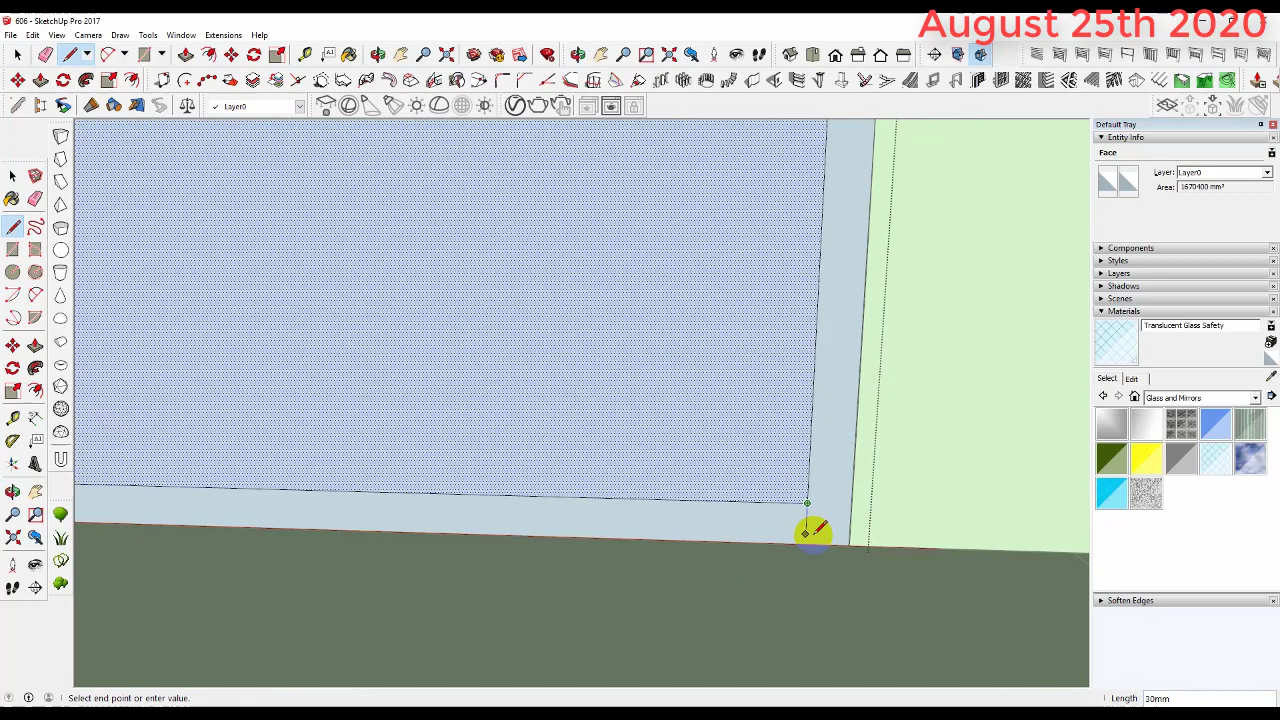 606 - SketchUp Pro 2017
August 25th 2020
File Edit View Camera Draw Tools Window Extensions Help
Layer0
Default Tray
Entity Info
Face
Layer: Layer0
Area: 1670400 mm²
Components
Styles
Layers
Shadows
Scenes
Materials
Translucent Glass Safety
Select Edit
Glass and Mirrors
Soften Edges
Select end point or enter value.
Length 30mm